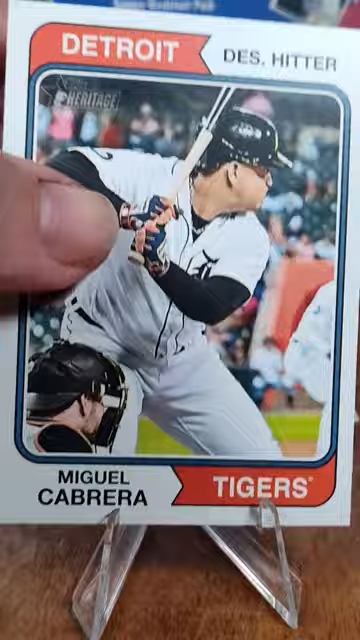 DETROIT
DES. HITTER
HERITAGE
MIGUEL
CABRERA
TIGERS